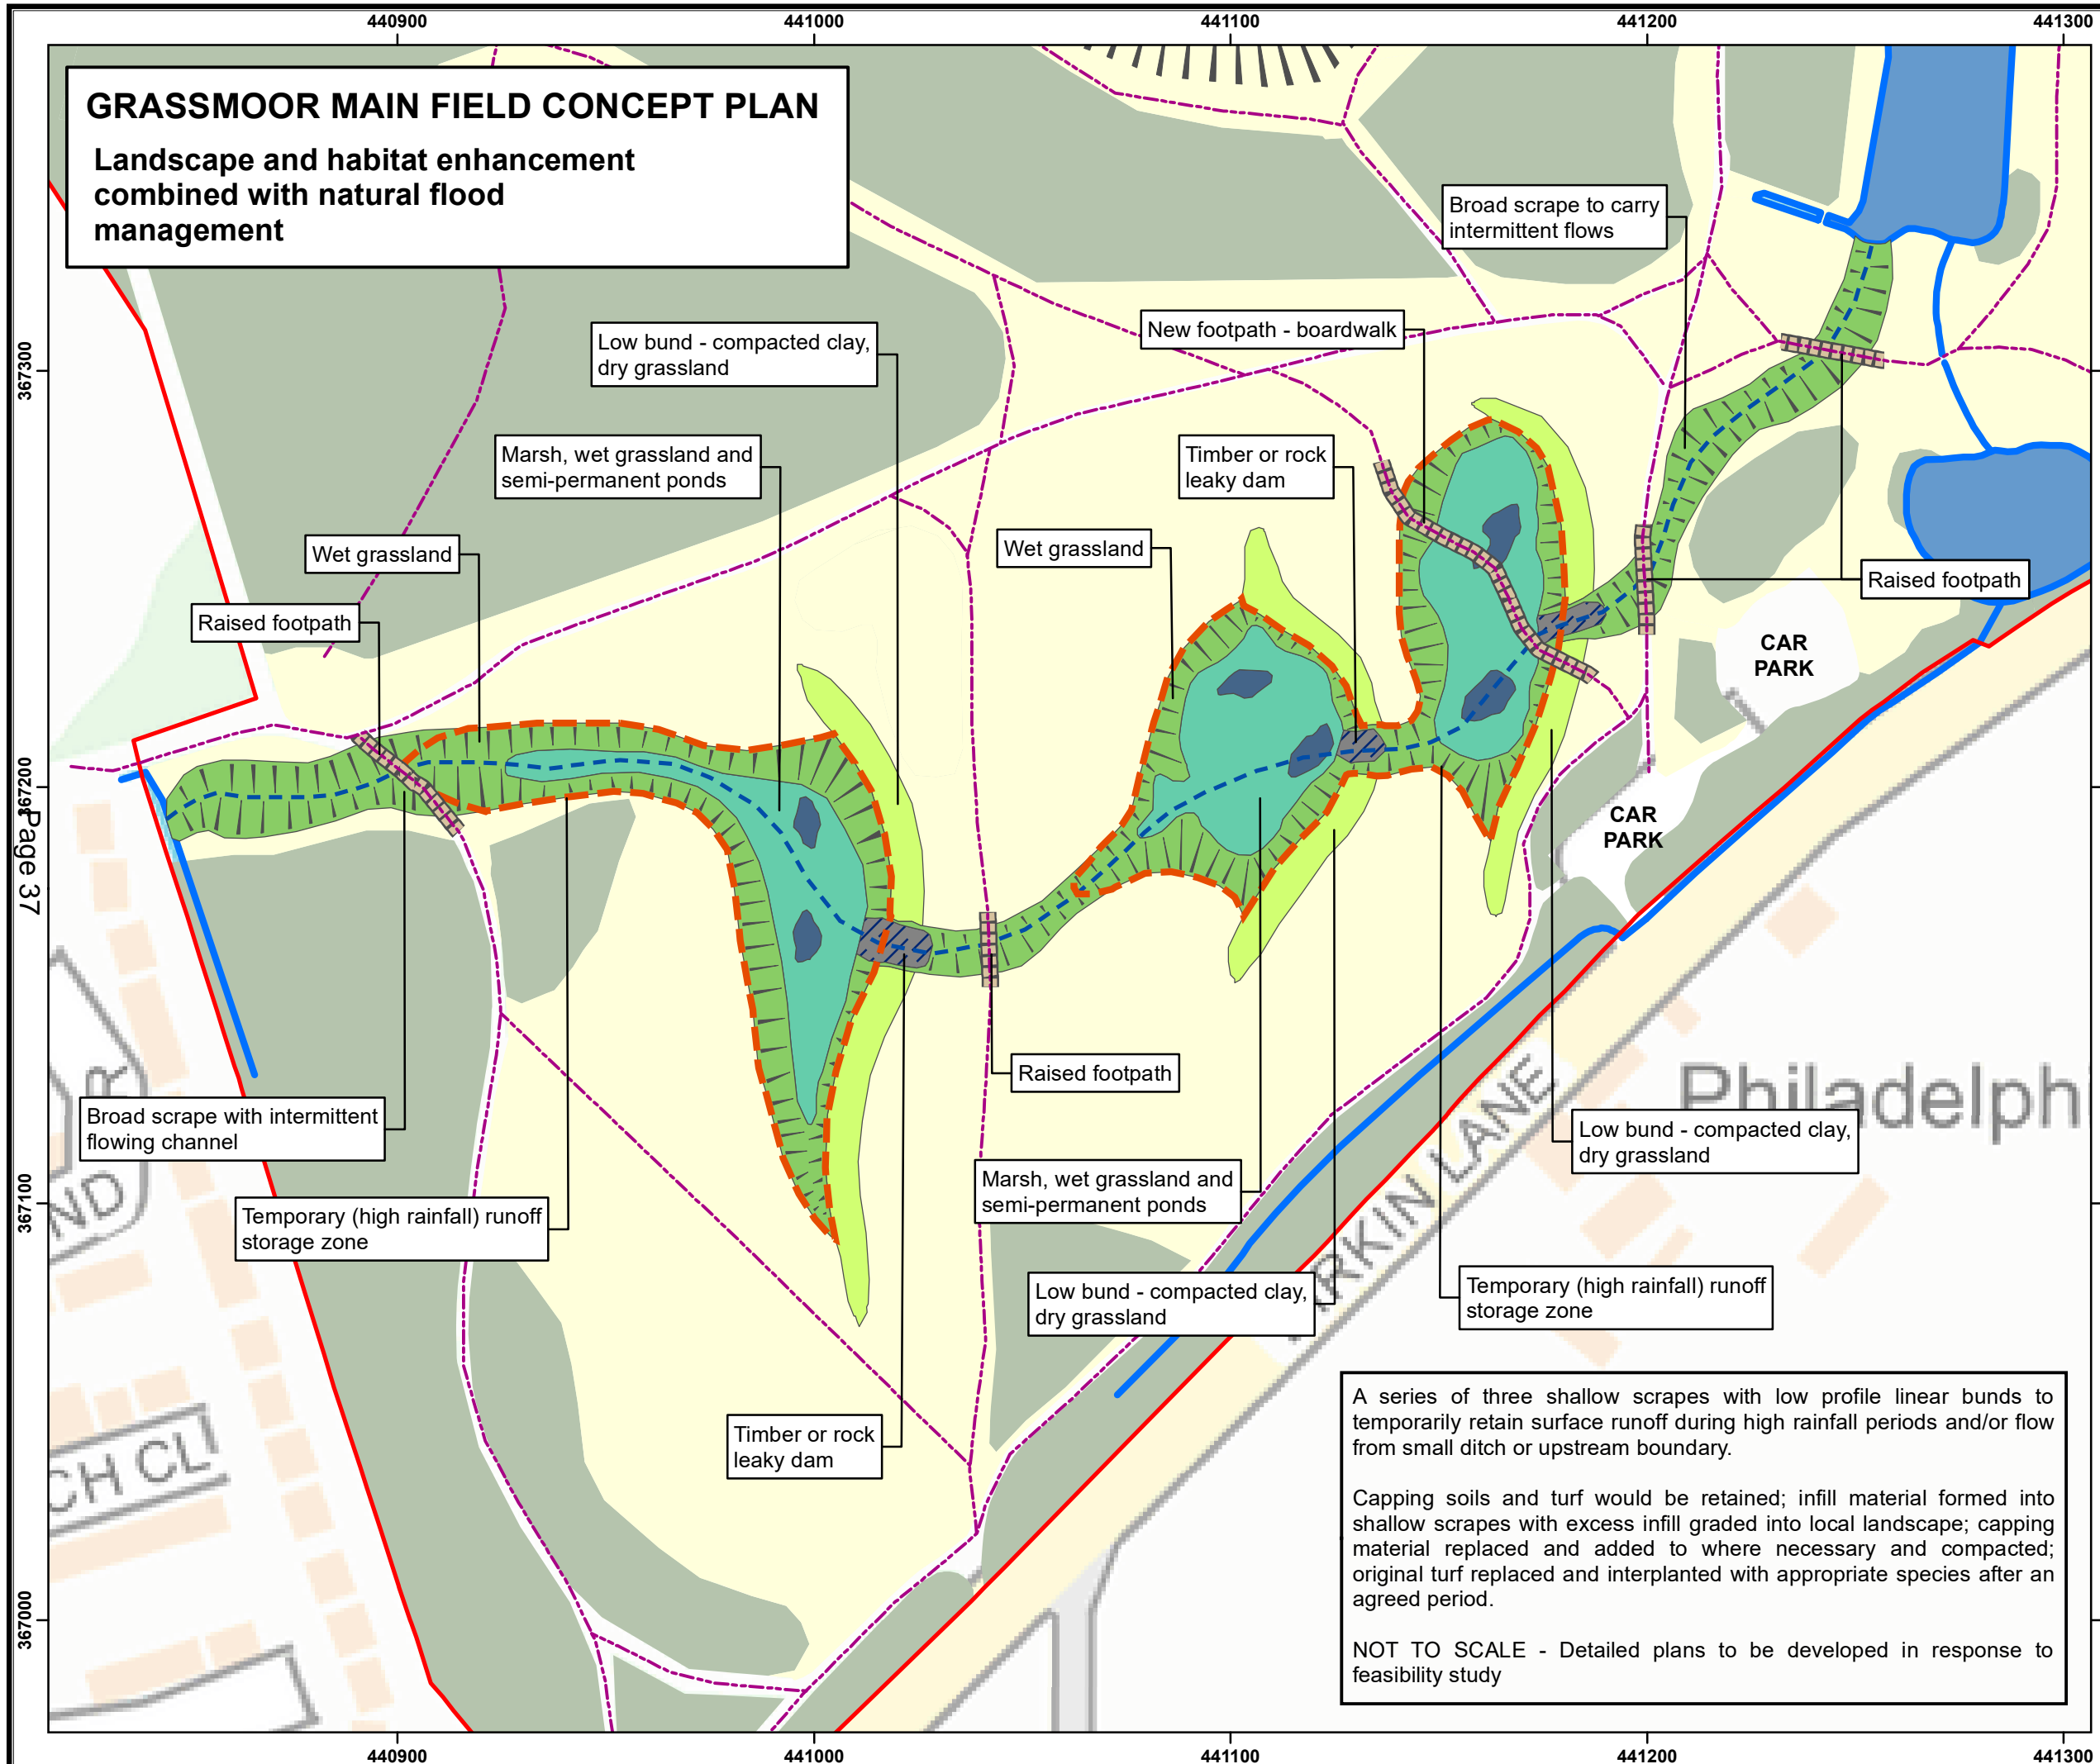 440900
441000
441100
441200
441300
GRASSMOOR MAIN FIELD CONCEPT PLAN
Landscape and habitat enhancement
combined with natural flood
management
Broad scrape to carry
intermittent flows
New footpath - boardwalk
Low bund - compacted clay,
dry grassland
367300
Marsh, wet grassland and
semi-permanent ponds
Timber or rock
leaky dam
Wet grassland
Wet grassland
Raised footpath
Raised footpath
CAR
PARK
367200
Page 37
CAR
PARK
Raised footpath
Philadelphi
Broad scrape with intermittent
flowing channel
Low bund - compacted clay,
dry grassland
Marsh, wet grassland and
semi-permanent ponds
367100
ND
R
Temporary (high rainfall) runoff
storage zone
RKIN LANE
Low bund - compacted clay,
dry grassland
Temporary (high rainfall) runoff
storage zone
Timber or rock
leaky dam
CH CL
A series of three shallow scrapes with low profile linear bunds to
temporarily retain surface runoff during high rainfall periods and/or flow
from small ditch or upstream boundary.
Capping soils and turf would be retained; infill material formed into
shallow scrapes with excess infill graded into local landscape; capping
material replaced and added to where necessary and compacted;
original turf replaced and interplanted with appropriate species after an
agreed period.
NOT TO SCALE - Detailed plans to be developed in response to
feasibility study
367000
440900
441000
441100
441200
441300